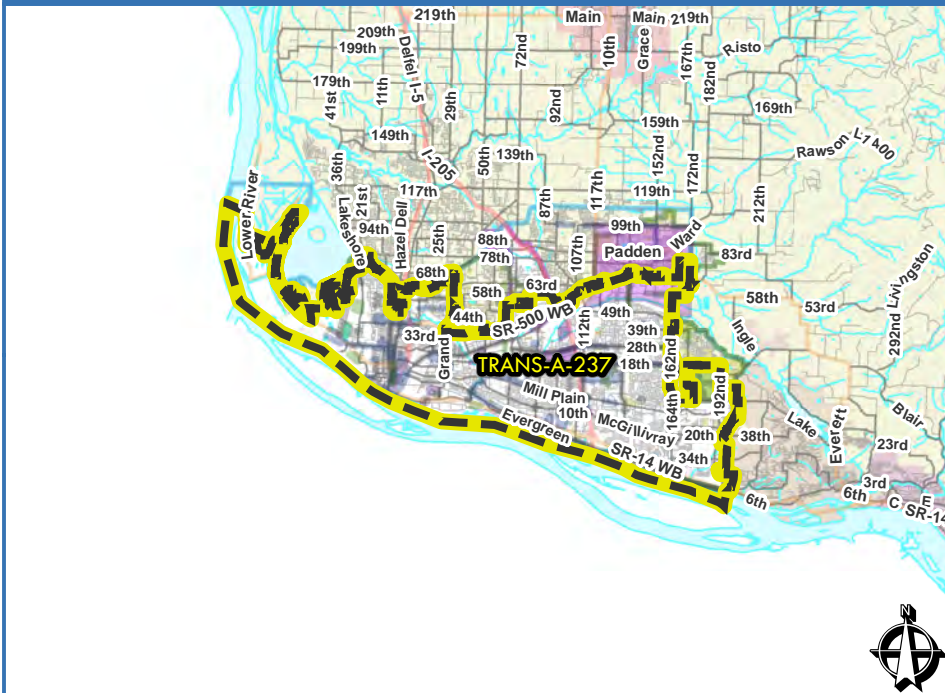 219th
Main
Main 219th
209th
199th
Delfel I-5
72nd
10th
Grace
167th
Risto
182nd
179th
41st
11th
29th
92nd
169th
149th
159th
I-205
50th
139th
152nd
172nd
Rawson
36th
117th
87th
117th
119th
212th
Lower River
Lakeshore
21st
94th
Hazel Dell
25th
88th
78th
107th
99th
Padden
Ward
83rd
68th
58th
63rd
58th
53rd
292nd Livingston
44th
SR-500 WB
112th
49th
39th
Ingle
33rd
Grand
28th
18th
162nd
TRANS-A-237
Mill Plain
10th
McGillivray
164th
192nd
Lake
Everett
Blair
Evergreen
20th
38th
23rd
34th
SR-14 WB
6th
3rd
6th
E
C SR-14
N